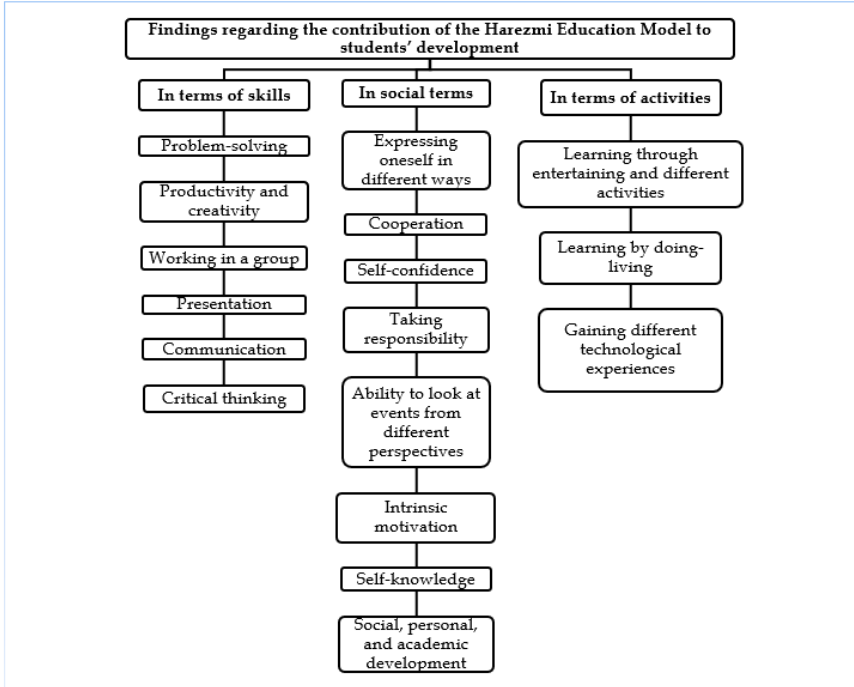 Findings regarding the contribution of the Harezmi Education Model to
students' development
In terms of skills
Problem-solving
Productivity and
creativity
Working in a group
Presentation
Communication
Critical thinking
In social terms
Expressing
oneself in
different ways
Cooperation
Self-confidence
Taking
responsibility
Ability to look at
events from
different
perspectives
Intrinsic
motivation
Self-knowledge
Social, personal,
and academic
development
In terms of activities
Learning through
entertaining and different
activities
Learning by doing-
living
Gaining different
technological
experiences